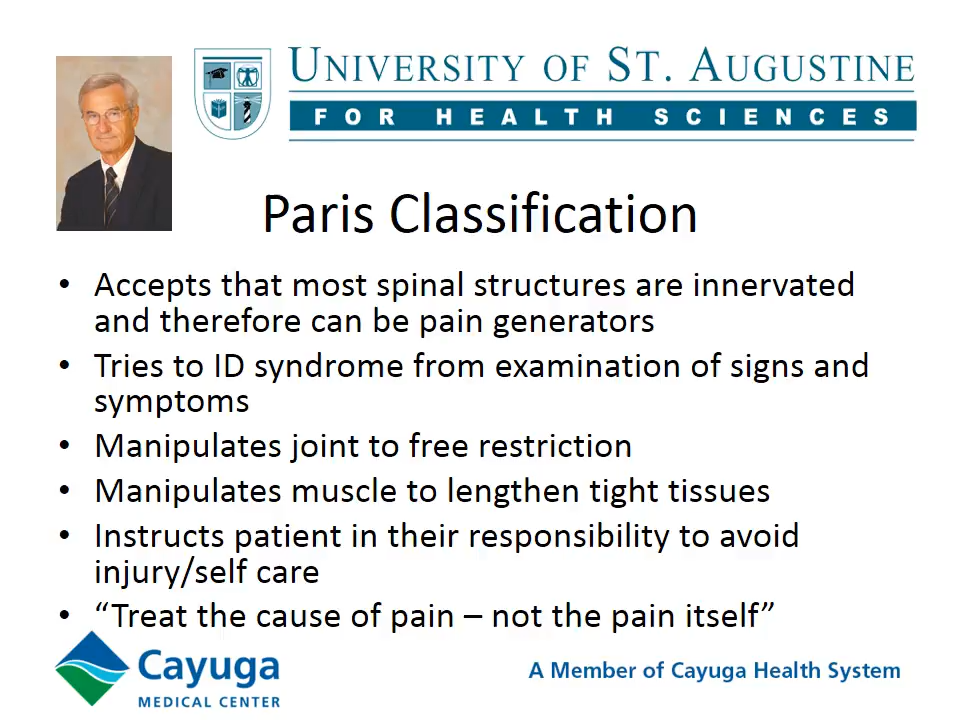 UNIVERSITY OF ST. AUGUSTINE
FOR HEALTH SCIENCES
Paris Classification
• Accepts that most spinal structures are innervated
and therefore can be pain generators
• Tries to ID syndrome from examination of signs and
symptoms
• Manipulates joint to free restriction
• Manipulates muscle to lengthen tight tissues
• Instructs patient in their responsibility to avoid
injury/self care
• “Treat the cause of pain – not the pain itself”
Cayuga
MEDICAL CENTER
A Member of Cayuga Health System